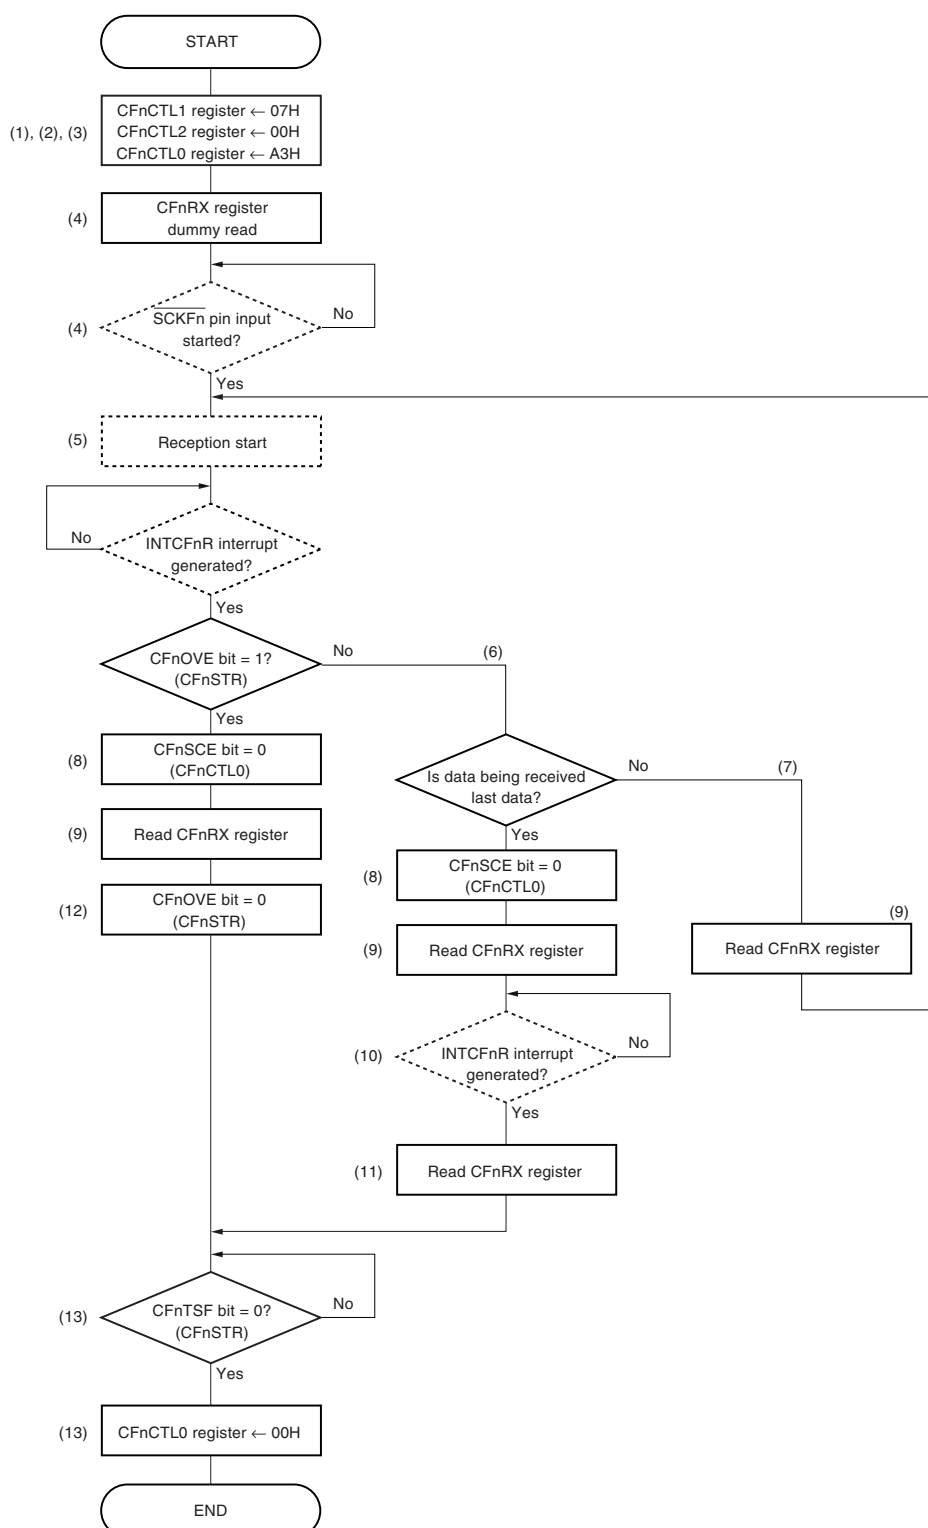 START
(1), (2), (3)
CFnCTL1 register ← 07H
CFnCTL2 register ← 00H
CFnCTL0 register ← A3H
(4)
CFnRX register
dummy read
(4)
SCKFn pin input
started?
No
Yes
(5)
Reception start
No
INTCFnR interrupt
generated?
Yes
CFnOVE bit = 1?
(CFnSTR)
No
(6)
Yes
(8)
CFnSCE bit = 0
(CFnCTL0)
Is data being received
last data?
No
(7)
Yes
(9)
Read CFnRX register
(8)
CFnSCE bit = 0
(CFnCTL0)
(12)
CFnOVE bit = 0
(CFnSTR)
(9)
Read CFnRX register
(9)
Read CFnRX register
(10)
INTCFnR interrupt
generated?
No
Yes
(11)
Read CFnRX register
(13)
CFnTSF bit = 0?
(CFnSTR)
No
Yes
(13)
CFnCTL0 register ← 00H
END